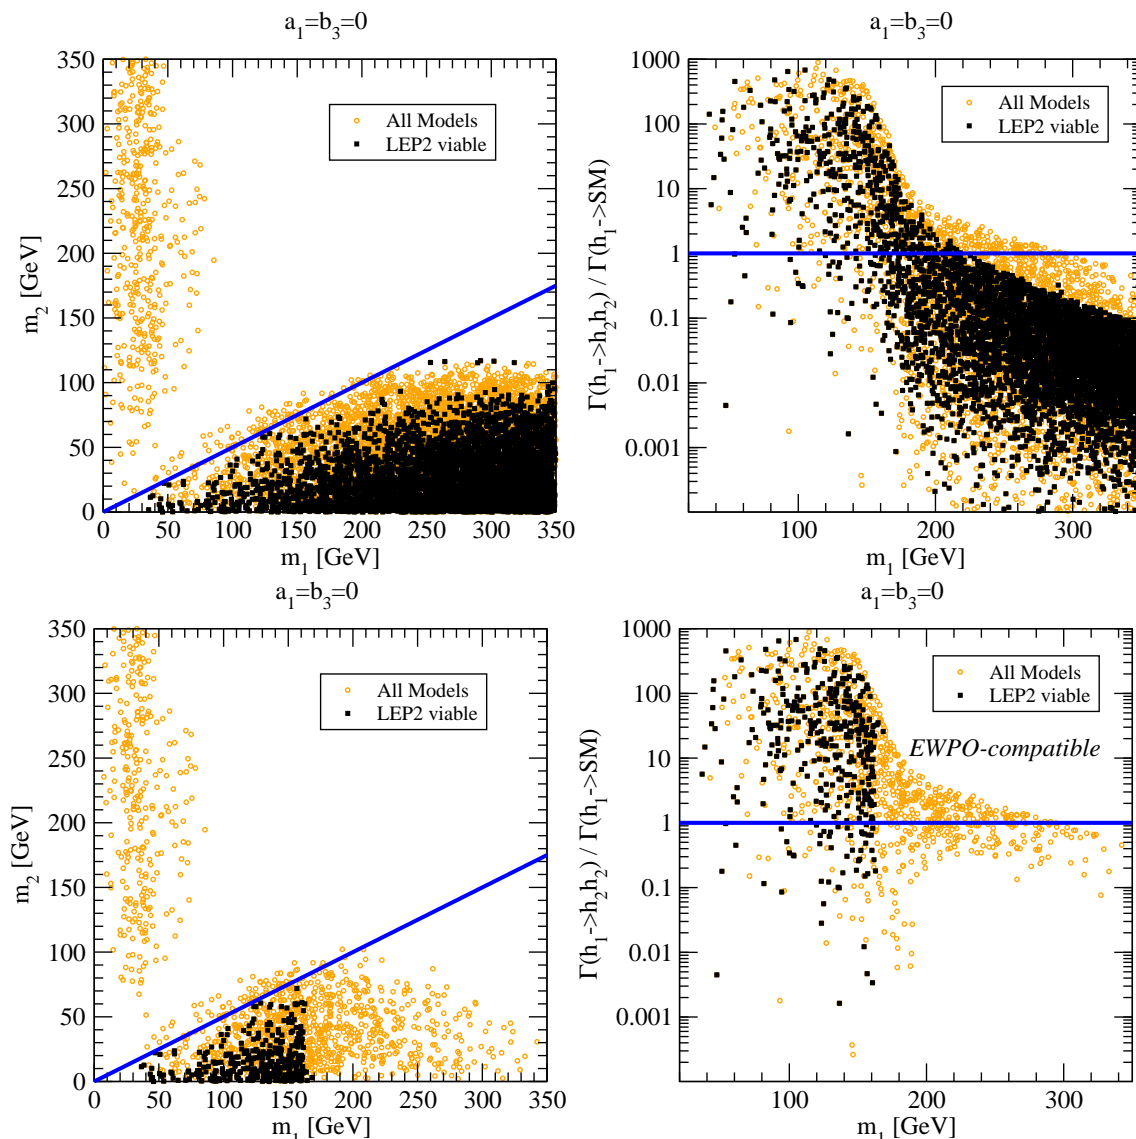 a₁=b₃=0
350
300
250
200
150
100
50
0
m₂ [GeV]
All Models
LEP2 viable
0 50 100 150 200 250 300 350
m₁ [GeV]
a₁=b₃=0
1000
100
10
1
0.1
0.01
0.001
Γ(h₁->h₂h₂) / Γ(h₁->SM)
All Models
LEP2 viable
100 200 300
m₁ [GeV]
a₁=b₃=0
350
300
250
200
150
100
50
0
m₂ [GeV]
All Models
LEP2 viable
0 50 100 150 200 250 300 350
m₁ [GeV]
a₁=b₃=0
1000
100
10
1
0.1
0.01
0.001
Γ(h₁->h₂h₂) / Γ(h₁->SM)
All Models
LEP2 viable
EWPO-compatible
100 200 300
m₁ [GeV]